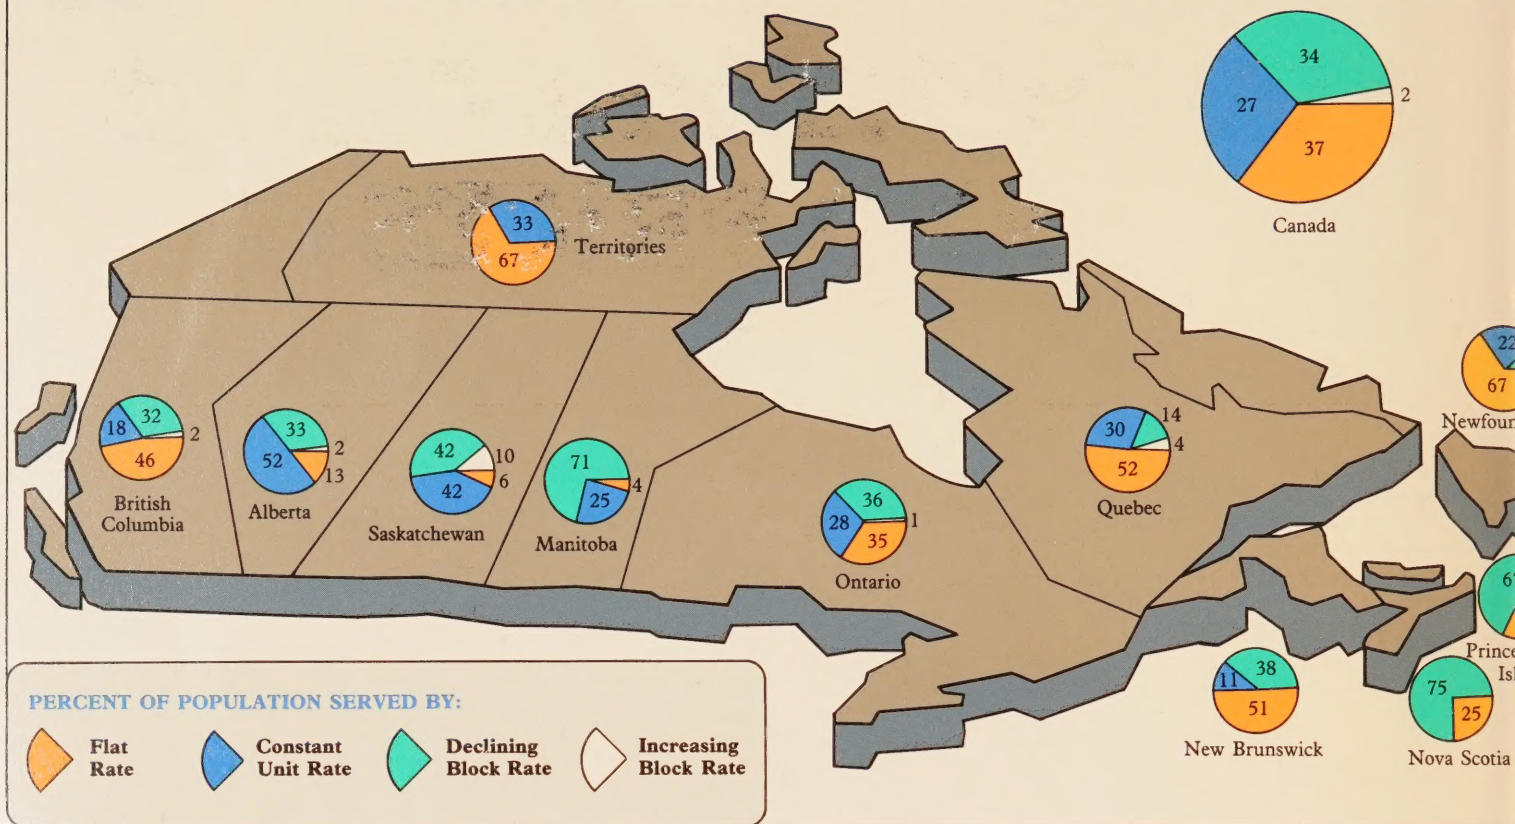 34
2
27
37
Canada
33
67
Territories
22
67
32
18
2
46
British
Columbia
33
2
52
13
Alberta
42
10
6
42
Saskatchewan
71
4
25
Manitoba
36
28
1
35
Ontario
14
30
4
52
Quebec
38
11
51
New Brunswick
75
25
Nova Scotia
PERCENT OF POPULATION SERVED BY:
Flat
Rate
Constant
Unit Rate
Declining
Block Rate
Increasing
Block Rate